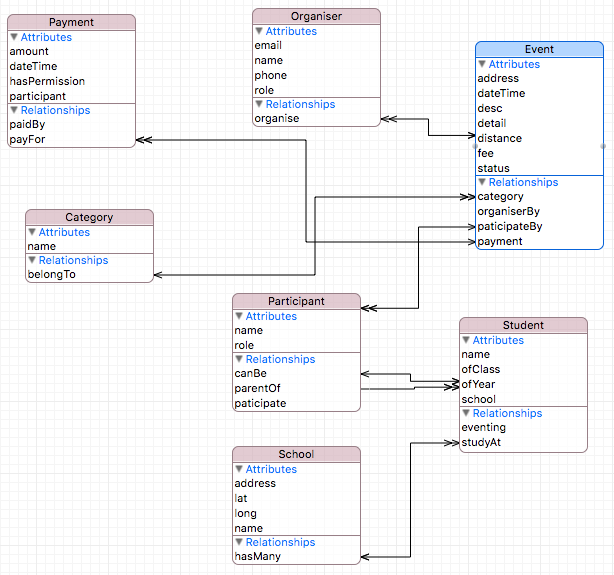 Payment
Attributes
amount
dateTime
hasPermission
participant
Relationships
paidBy
payFor
Organiser
Attributes
email
name
phone
role
Relationships
organise
Event
Attributes
address
dateTime
desc
detail
distance
fee
status
Relationships
category
organiserBy
paticipateBy
payment
Category
Attributes
name
Relationships
belongTo
Participant
Attributes
name
role
Relationships
canBe
parentOf
paticipate
Student
Attributes
name
ofClass
ofYear
school
Relationships
eventing
studyAt
School
Attributes
address
lat
long
name
Relationships
hasMany